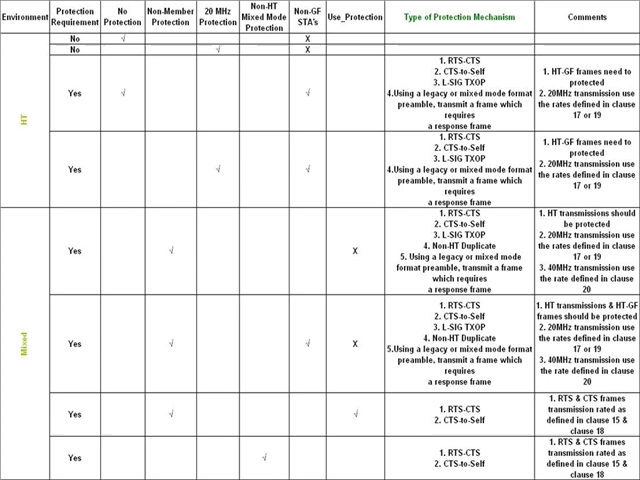 Environment
Protection
Requirement
No
Protection
Non-Member
Protection
20 MHz
Protection
Non-HT
Mixed Mode
Protection
Non-GF
STA's
Use_Protection
Type of Protection Mechanism
Comments
HT
No
√
X
No
√
X
Yes
√
√
1. RTS-CTS
2. CTS-to-Self
3. L-SIG TXOP
4.Using a legacy or mixed mode format
preamble, transmit a frame which
requires
a response frame
1. HT-GF frames need to
protected
2. 20MHz transmission use
the rates defined in clause
17 or 19
Yes
√
√
1. RTS-CTS
2. CTS-to-Self
3. L-SIG TXOP
4.Using a legacy or mixed mode format
preamble, transmit a frame which
requires
a response frame
1. HT-GF frames need to
protected
2. 20MHz transmission use
the rates defined in clause
17 or 19
Mixed
Yes
√
X
1. RTS-CTS
2. CTS-to-Self
3. L-SIG TXOP
4. Non-HT Duplicate
5. Using a legacy or mixed mode
format preamble, transmit a frame
which requires
a response frame
1. HT transmissions should
be protected
2. 20MHz transmission use
the rates defined in clause
17 or 19
3. 40MHz transmission use
the rate defined in clause
20
Yes
√
√
X
1. RTS-CTS
2. CTS-to-Self
3. L-SIG TXOP
4. Non-HT Duplicate
5.Using a legacy or mixed mode format
preamble, transmit a frame which
requires
a response frame
1. HT transmissions & HT-GF
frames should be protected
2. 20MHz transmission use
the rates defined in clause
17 or 19
3. 40MHz transmission use
the rate defined in clause
20
Yes
√
√
1. RTS-CTS
2. CTS-to-Self
1. RTS & CTS frames
transmission rated as
defined in clause 15 &
clause 18
Yes
√
1. RTS-CTS
2. CTS-to-Self
1. RTS & CTS frames
transmission rated as
defined in clause 15 &
clause 18